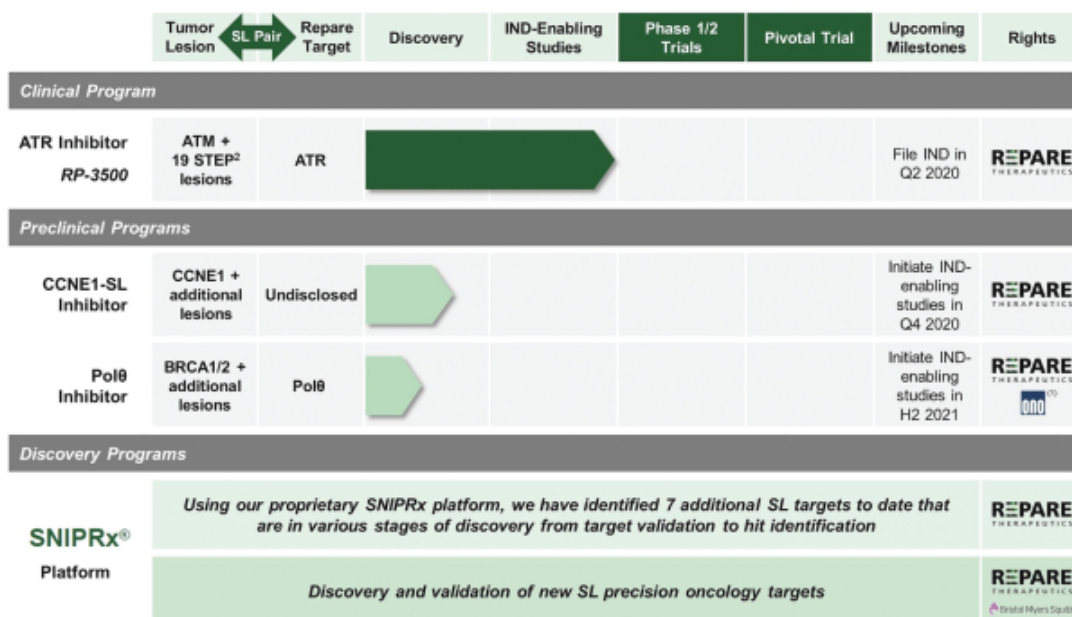 Tumor Lesion
SL Pair
Repare Target
Discovery
IND-Enabling Studies
Phase 1/2 Trials
Pivotal Trial
Upcoming Milestones
Rights
Clinical Program
ATR Inhibitor
RP-3500
ATM +
19 STEP²
lesions
ATR
File IND in
Q2 2020
REPARE
THERAPEUTICS
Preclinical Programs
CCNE1-SL
Inhibitor
CCNE1 +
additional
lesions
Undisclosed
Initiate IND-
enabling
studies in
Q4 2020
REPARE
THERAPEUTICS
Polθ
Inhibitor
BRCA1/2 +
additional
lesions
Polθ
Initiate IND-
enabling
studies in
H2 2021
REPARE
THERAPEUTICS
ono
Discovery Programs
SNIPRx®
Platform
Using our proprietary SNIPRx platform, we have identified 7 additional SL targets to date that
are in various stages of discovery from target validation to hit identification
REPARE
THERAPEUTICS
Discovery and validation of new SL precision oncology targets
REPARE
THERAPEUTICS
Bristol Myers Squibb